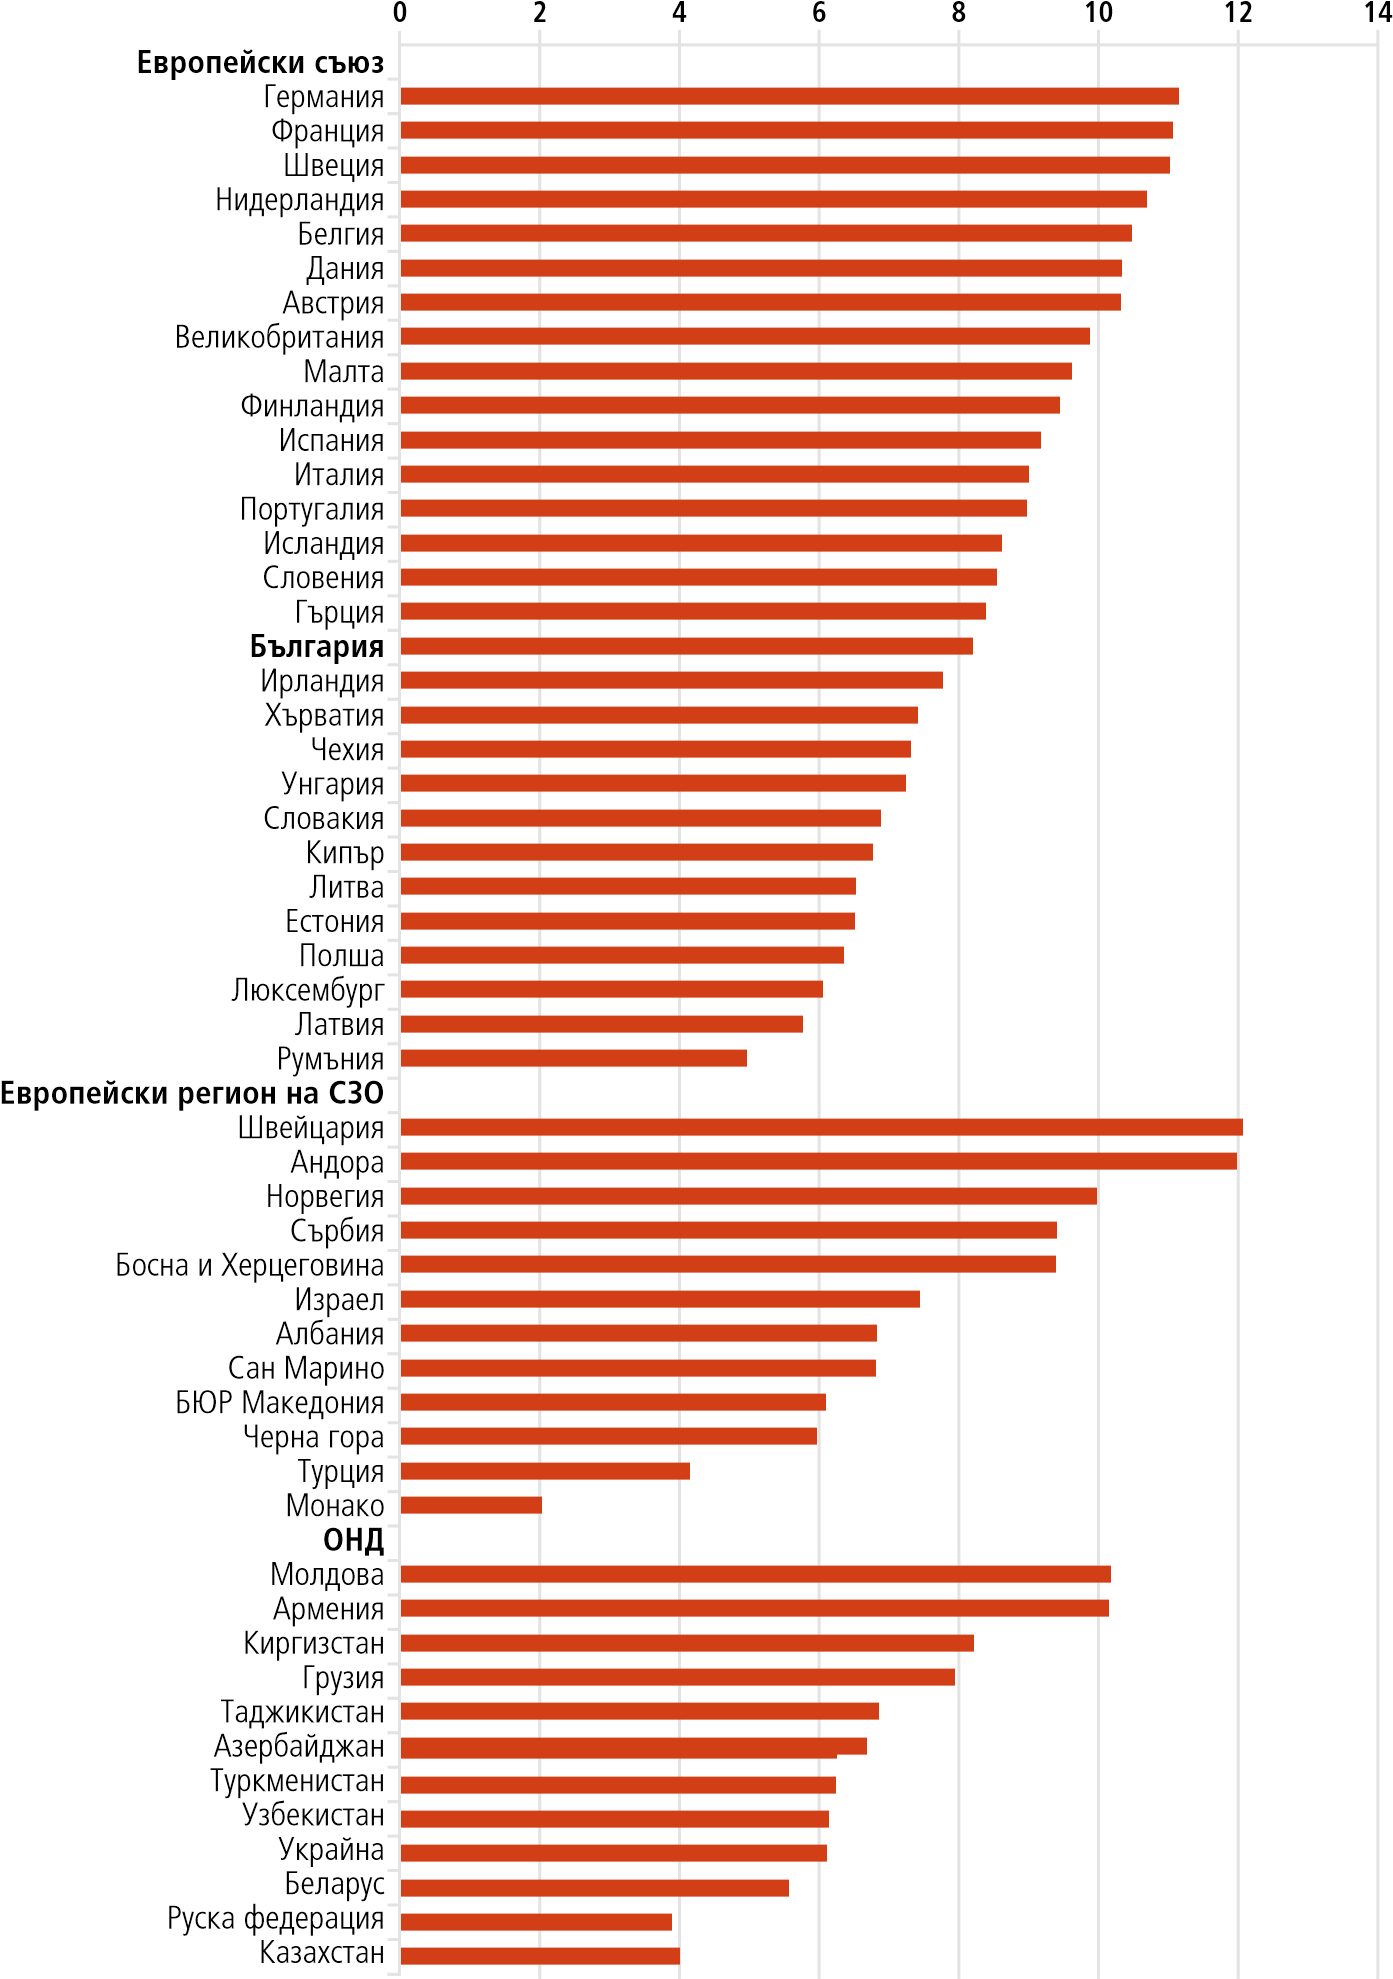 0 2 4 6 8 10 12 14
Европейски съюз
Германия
Франция
Швеция
Нидерландия
Белгия
Дания
Австрия
Великобритания
Малта
Финландия
Испания
Италия
Португалия
Исландия
Словения
Гърция
България
Ирландия
Хърватия
Чехия
Унгария
Словакия
Кипър
Литва
Естония
Полша
Люксембург
Латвия
Румъния
Европейски регион на СЗО
Швейцария
Андора
Норвегия
Сърбия
Босна и Херцеговина
Израел
Албания
Сан Марино
БЮР Македония
Черна гора
Турция
Монако
ОНД
Молдова
Армения
Киргизстан
Грузия
Таджикистан
Азербайджан
Туркменистан
Узбекистан
Украйна
Беларус
Руска федерация
Казахстан